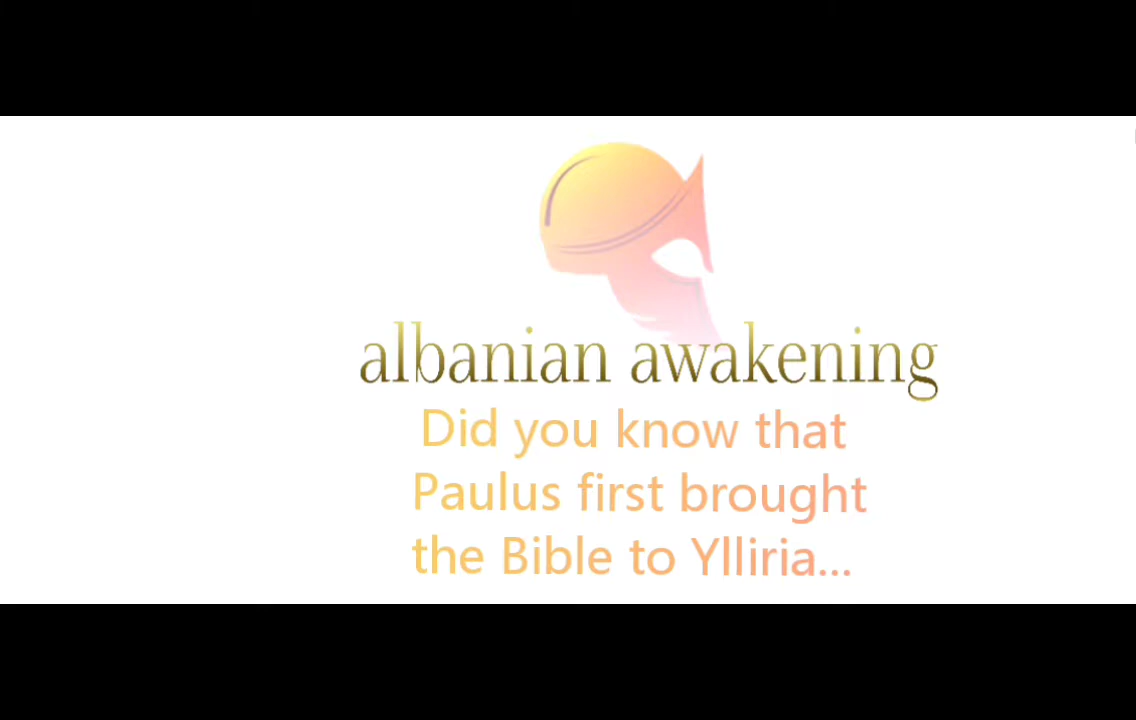 albanian awakening
Did you know that
Paulus first brought
the Bible to Ylliria...